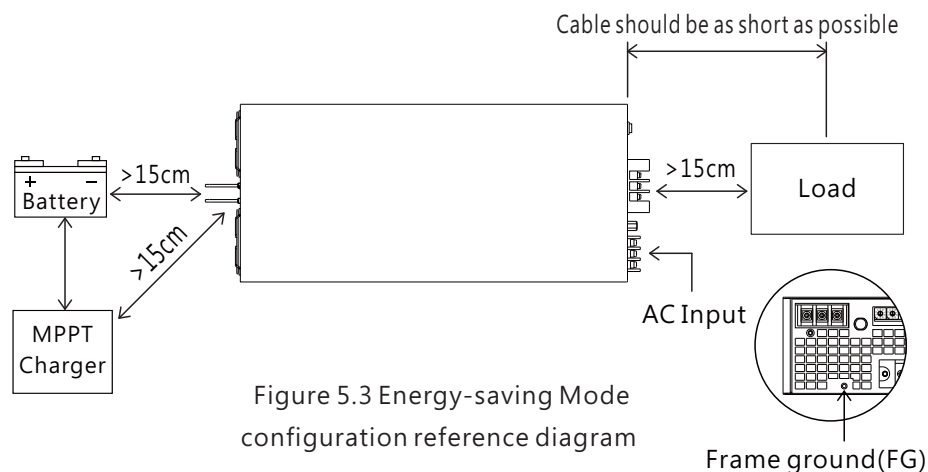 Cable should be as short as possible
>15cm
>15cm
+ −
Battery
Load
>15cm
AC Input
MPPT
Charger
Figure 5.3 Energy-saving Mode
configuration reference diagram
Frame ground(FG)